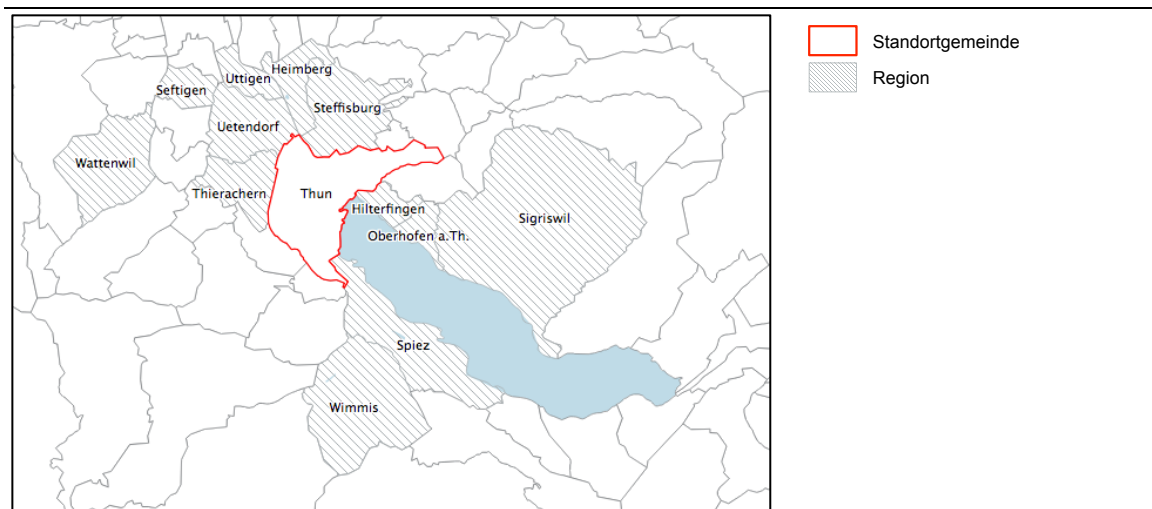 Standortgemeinde
Region
Heimberg
Uttigen
Seftigen
Steffisburg
Uetendorf
Wattenwil
Thierachern
Thun
Hilterfingen
Sigriswil
Oberhofen a.Th.
Spiez
Wimmis